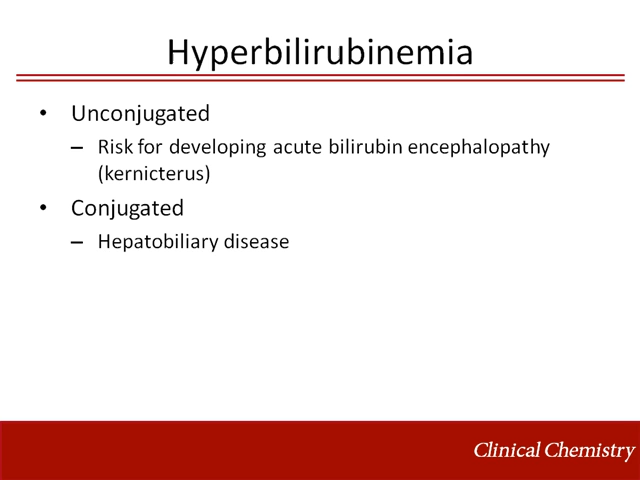 Hyperbilirubinemia
• Unconjugated
– Risk for developing acute bilirubin encephalopathy
(kernicterus)
• Conjugated
– Hepatobiliary disease
Clinical Chemistry